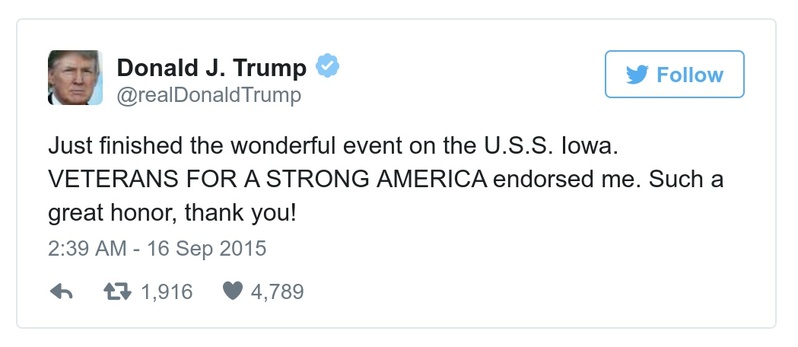 Donald J. Trump
@realDonaldTrump
Follow
Just finished the wonderful event on the U.S.S. Iowa.
VETERANS FOR A STRONG AMERICA endorsed me. Such a
great honor, thank you!
2:39 AM - 16 Sep 2015
1,916 4,789